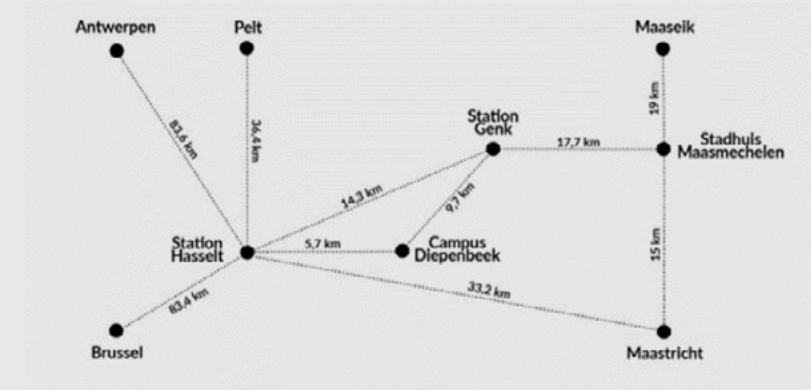 Antwerpen
Pelt
Maaseik
83,6 km
36,4 km
19 km
Station
Genk
17,7 km
Stadhuis
Maasmechelen
14,3 km
9,7 km
Station
Hasselt
5,7 km
Campus
Diepenbeek
15 km
33,2 km
83,4 km
Brussel
Maastricht